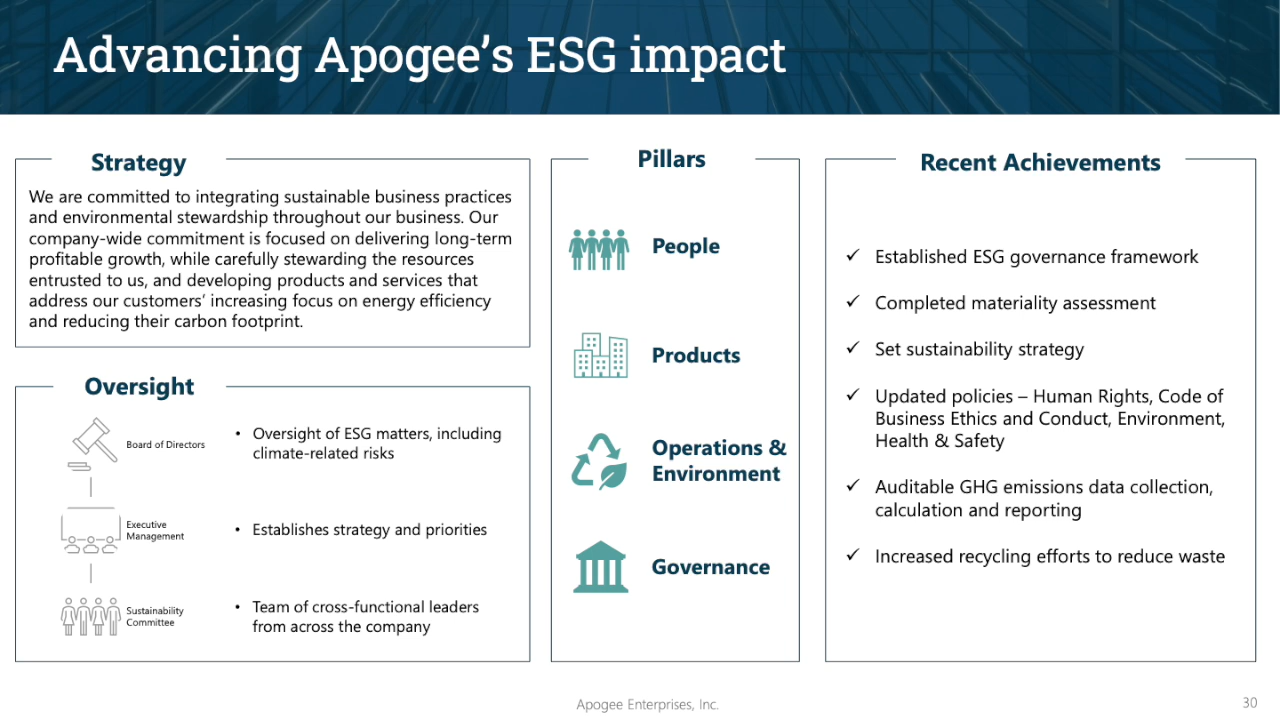 Advancing Apogee’s ESG impact
Strategy
We are committed to integrating sustainable business practices
and environmental stewardship throughout our business. Our
company-wide commitment is focused on delivering long-term
profitable growth, while carefully stewarding the resources
entrusted to us, and developing products and services that
address our customers’ increasing focus on energy efficiency
and reducing their carbon footprint.
Oversight
Board of Directors
• Oversight of ESG matters, including
climate-related risks
Executive
Management
• Establishes strategy and priorities
Sustainability
Committee
• Team of cross-functional leaders
from across the company
Pillars
People
Products
Operations &
Environment
Governance
Recent Achievements
✓ Established ESG governance framework
✓ Completed materiality assessment
✓ Set sustainability strategy
✓ Updated policies – Human Rights, Code of
Business Ethics and Conduct, Environment,
Health & Safety
✓ Auditable GHG emissions data collection,
calculation and reporting
✓ Increased recycling efforts to reduce waste
Apogee Enterprises, Inc.
30